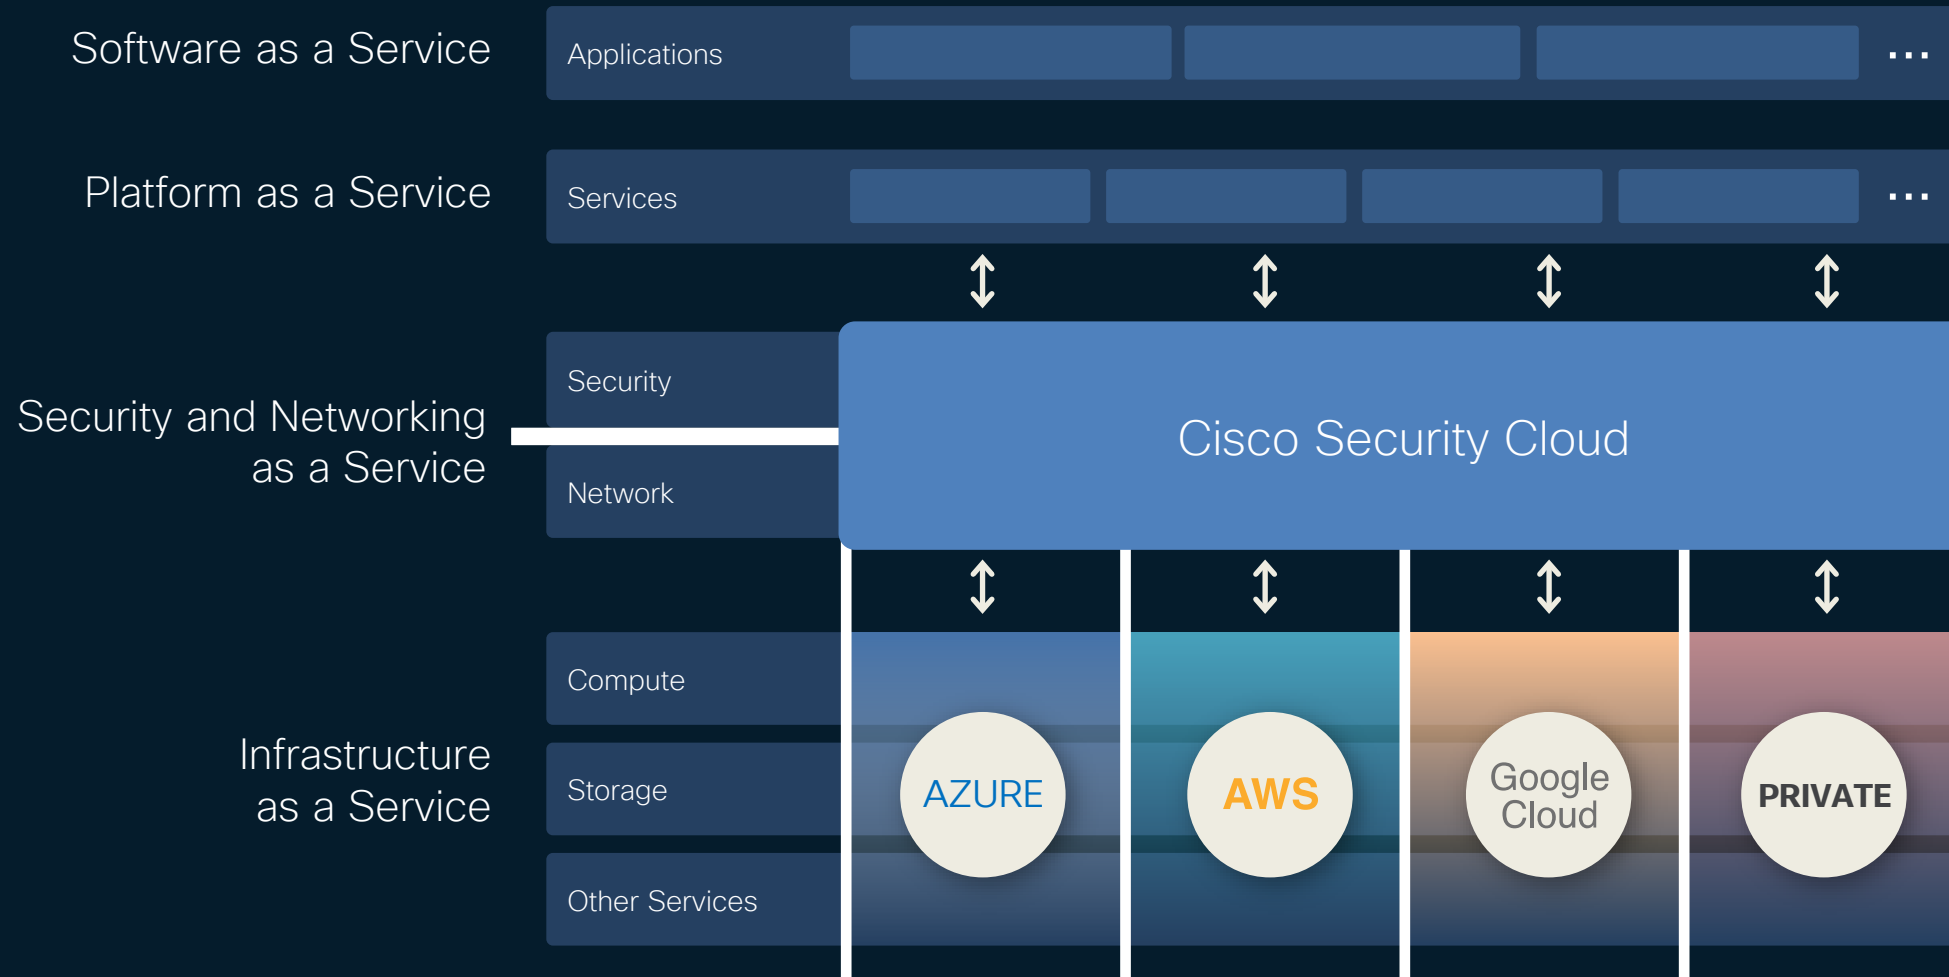 Software as a Service
Applications
...
Platform as a Service
Services
...
Security and Networking
as a Service
Security
Network
Cisco Security Cloud
Infrastructure
as a Service
Compute
Storage
Other Services
AZURE
AWS
Google
Cloud
PRIVATE